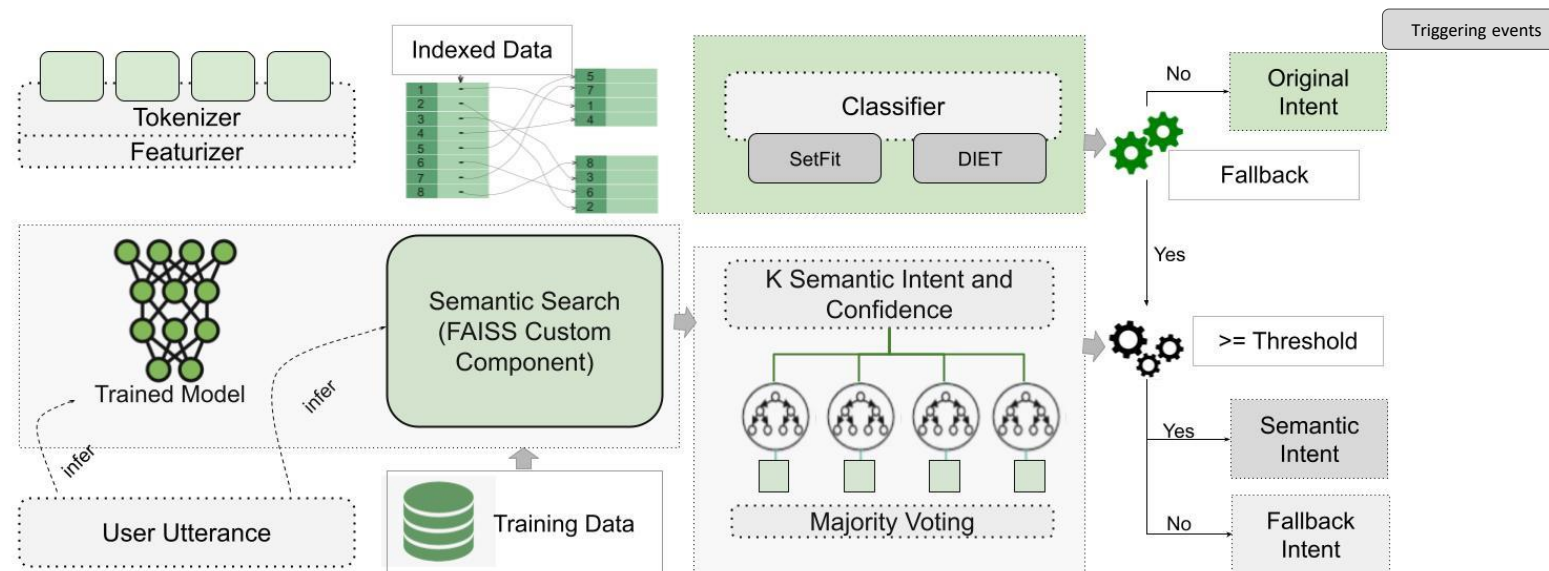 Triggering events
Tokenizer
Featurizer
Indexed Data
1
2
3
4
5
6
7
8
5
7
1
4
8
3
6
2
Classifier
SetFit
DIET
No
Original
Intent
Fallback
Yes
Trained Model
Semantic Search
(FAISS Custom
Component)
infer
infer
User Utterance
Training Data
K Semantic Intent and
Confidence
Majority Voting
>= Threshold
Yes
Semantic
Intent
No
Fallback
Intent